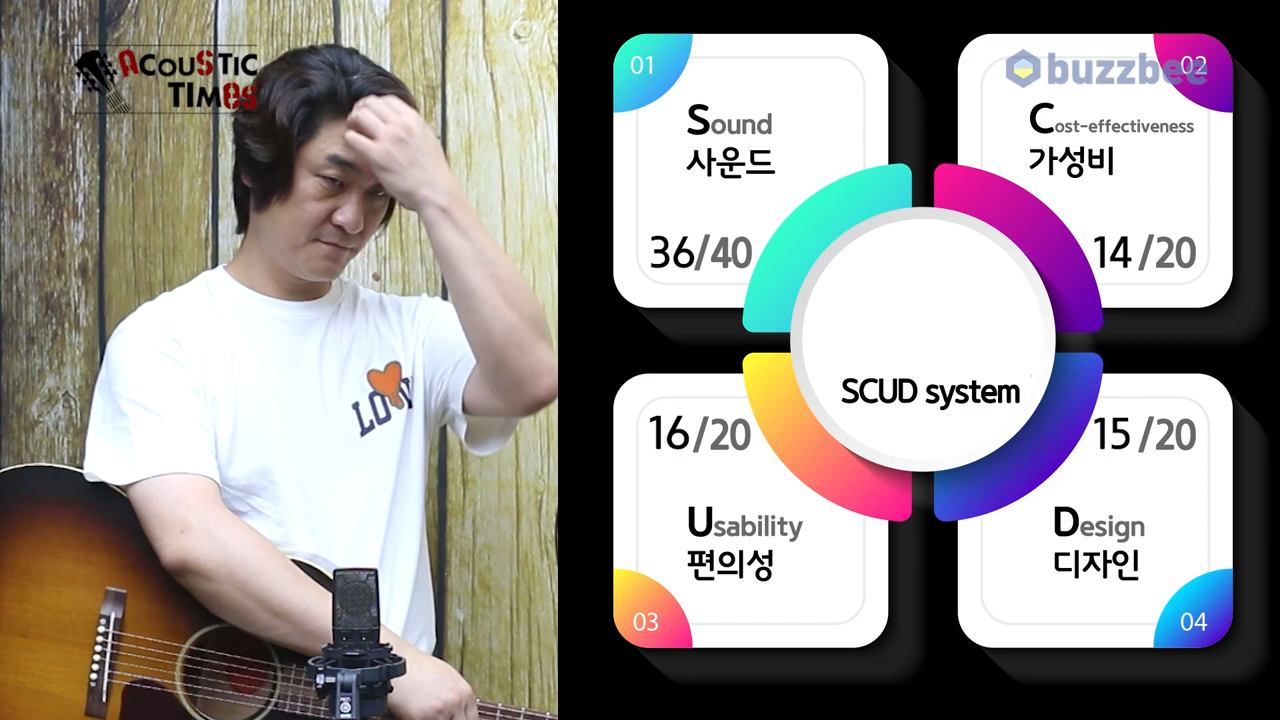 ACOUSTIC
TIMES
01
Sound
사운드
36/40
buzzbee
02
Cost-effectiveness
가성비
14/20
SCUD system
16/20
Usability
편의성
03
15/20
Design
디자인
04